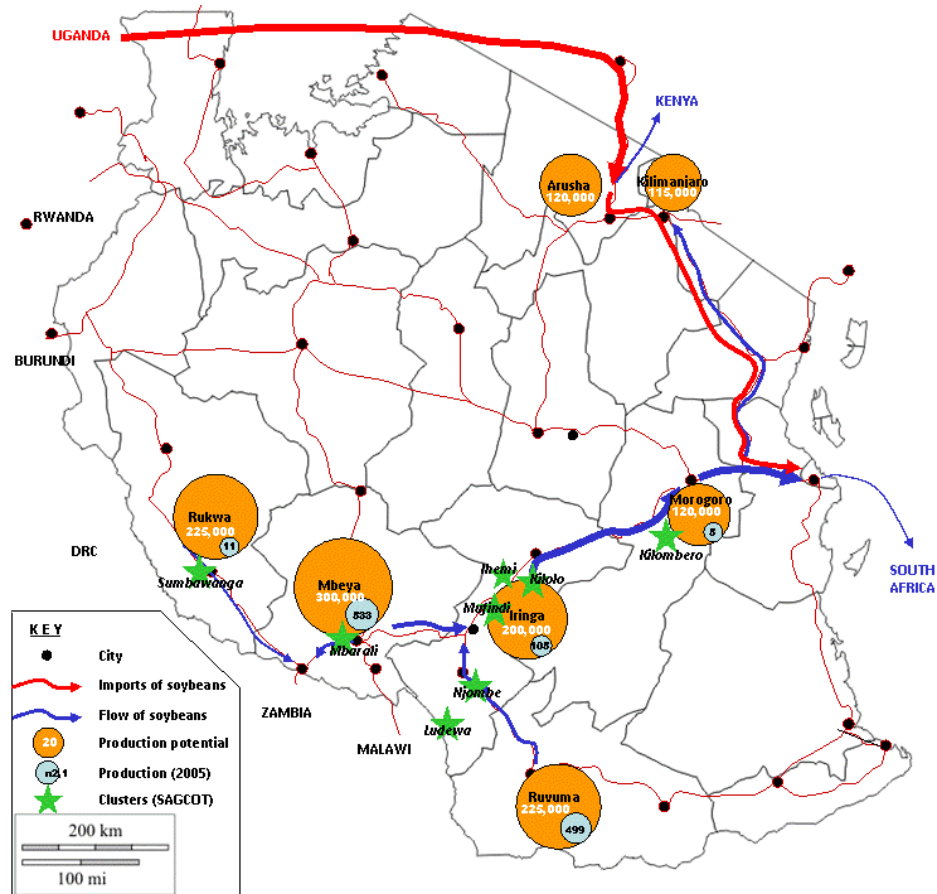 UGANDA
KENYA
Arusha
120,000
Kilimanjaro
115,000
RWANDA
BURUNDI
Rukwa
225,000
11
Morogoro
120,000
5
Kilombero
DRC
Sumbawanga
Mbeya
300,000
533
Mbarali
Ihemi
Kilolo
Mufindi
Iringa
200,000
105
SOUTH
AFRICA
Njombe
Ludewa
ZAMBIA
MALAWI
Ruvuma
225,000
499
KEY
City
Imports of soybeans
Flow of soybeans
20
Production potential
Production (2005)
Clusters (SAGCOT)
200 km
100 mi